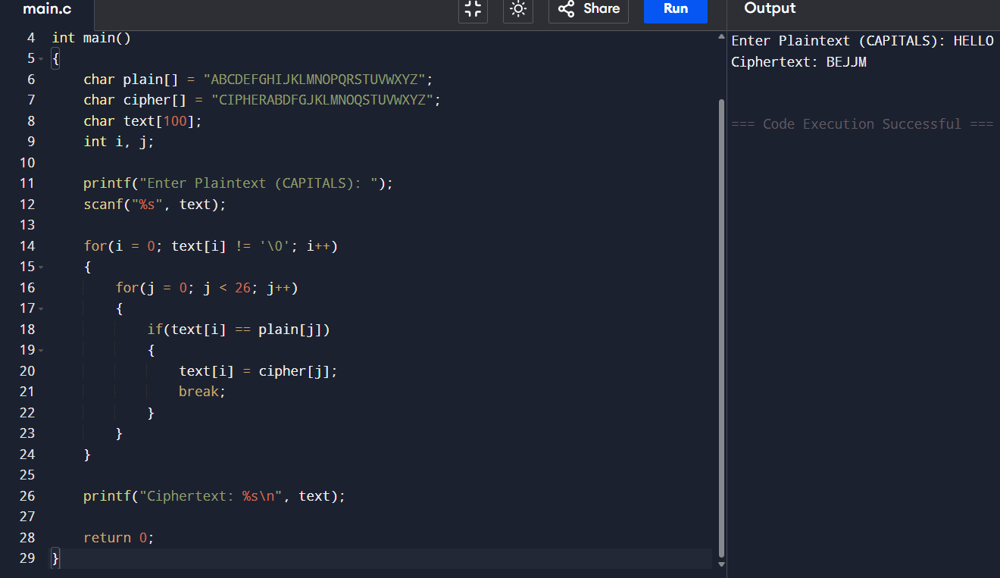 main.c
Share
Run
Output
4 int main()
5 {
6 char plain[] = "ABCDEFGHIJKLMNOPQRSTUVWXYZ";
7 char cipher[] = "CIPHERABDFGJKLMNOQSTUVWXYZ";
8 char text[100];
9 int i, j;
10
11 printf("Enter Plaintext (CAPITALS): ");
12 scanf("%s", text);
13
14 for(i = 0; text[i] != '\0'; i++)
15 {
16 for(j = 0; j < 26; j++)
17 {
18 if(text[i] == plain[j])
19 {
20 text[i] = cipher[j];
21 break;
22 }
23 }
24 }
25
26 printf("Ciphertext: %s\n", text);
27
28 return 0;
29 }
Enter Plaintext (CAPITALS): HELLO
Ciphertext: BEJJM
=== Code Execution Successful ===